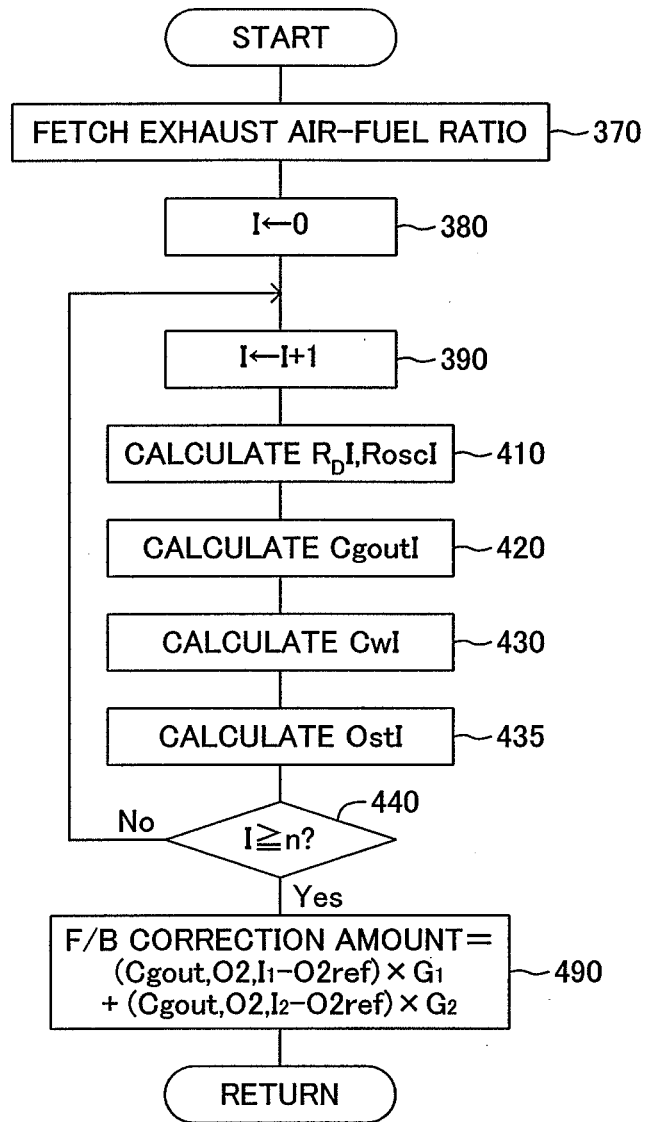 START
FETCH EXHAUST AIR-FUEL RATIO 370
I←0 380
I←I+1 390
CALCULATE RDI,RoscI 410
CALCULATE CgoutI 420
CALCULATE CwI 430
CALCULATE OstI 435
440
No
I≧n?
Yes
F/B CORRECTION AMOUNT=
(Cgout,O2,I1-O2ref)×G1
+(Cgout,O2,I2-O2ref)×G2
490
RETURN